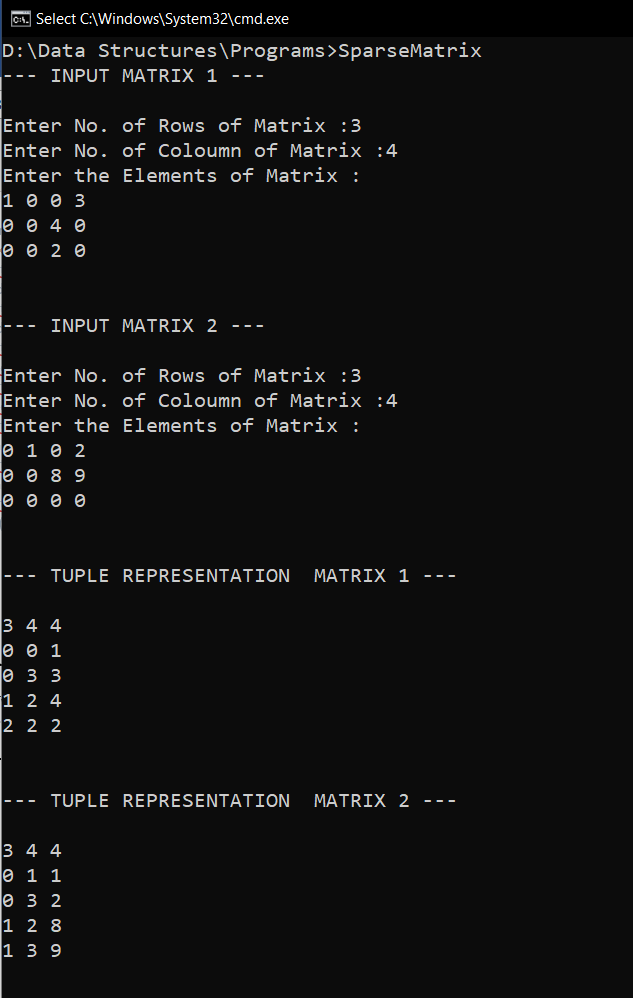 Select C:\Windows\System32\cmd.exe
D:\Data Structures\Programs>SparseMatrix
--- INPUT MATRIX 1 ---
Enter No. of Rows of Matrix :3
Enter No. of Coloumn of Matrix :4
Enter the Elements of Matrix :
1 0 0 3
0 0 4 0
0 0 2 0
--- INPUT MATRIX 2 ---
Enter No. of Rows of Matrix :3
Enter No. of Coloumn of Matrix :4
Enter the Elements of Matrix :
0 1 0 2
0 0 8 9
0 0 0 0
--- TUPLE REPRESENTATION  MATRIX 1 ---
3 4 4
0 0 1
0 3 3
1 2 4
2 2 2
--- TUPLE REPRESENTATION  MATRIX 2 ---
3 4 4
0 1 1
0 3 2
1 2 8
1 3 9